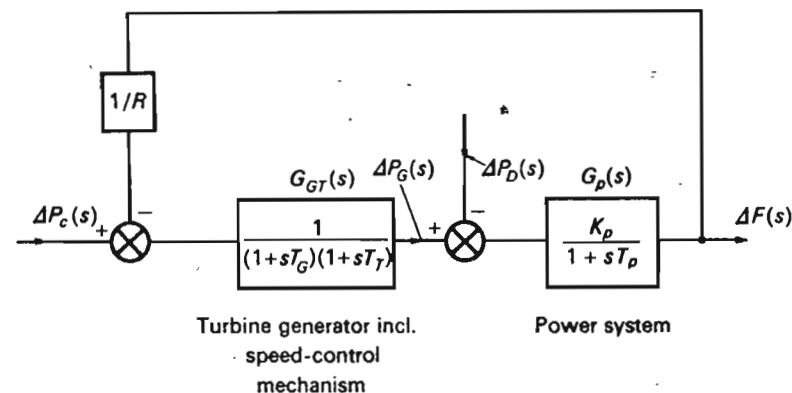 1/R
ΔP_c(s)
+
−
G_GT(s)
1
(1+sT_G)(1+sT_T)
ΔP_G(s)
+
−
ΔP_D(s)
G_p(s)
K_p
1 + sT_p
ΔF(s)
Turbine generator incl.
speed-control
mechanism
Power system